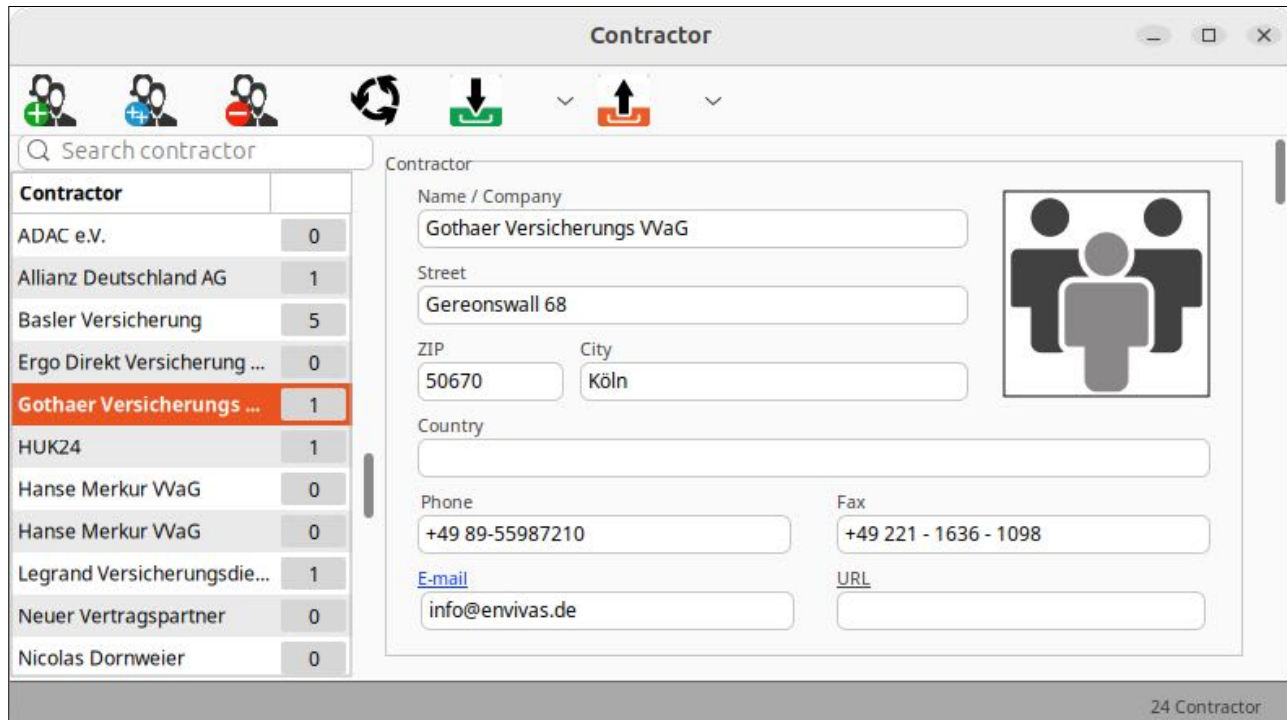 Contractor
Search contractor
Contractor
ADAC e.V. 0
Allianz Deutschland AG 1
Basler Versicherung 5
Ergo Direkt Versicherung ... 0
Gothaer Versicherungs ... 1
HUK24 1
Hanse Merkur VVaG 0
Hanse Merkur VVaG 0
Legrand Versicherungsdie... 1
Neuer Vertragspartner 0
Nicolas Dornweier 0
Contractor
Name / Company
Gothaer Versicherungs VVaG
Street
Gereonswall 68
ZIP City
50670 Köln
Country
Phone Fax
+49 89-55987210 +49 221 - 1636 - 1098
E-mail URL
info@envivas.de
24 Contractor